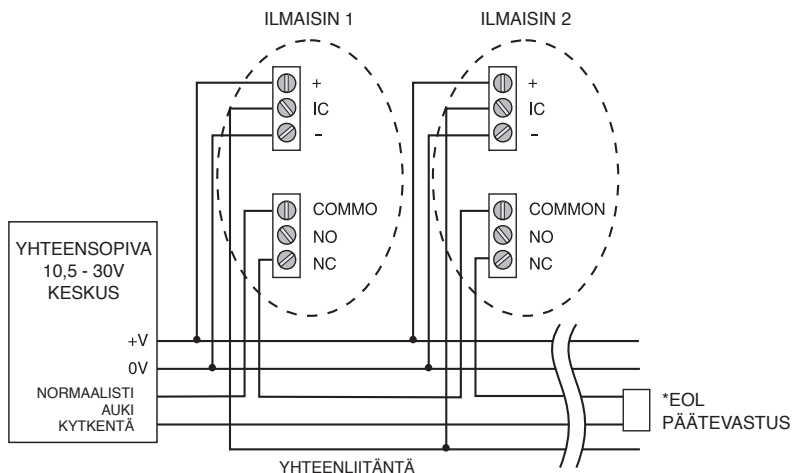 ILMAISIN 1
+
IC
–
COMMO
NO
NC
ILMAISIN 2
+
IC
–
COMMON
NO
NC
YHTEENSOPIVA
10,5 - 30V
KESKUS
+V
0V
NORMAALISTI
AUKI
KYTKENTÄ
*EOL
PÄÄTEVASTUS
YHTEENLIITÄNTÄ